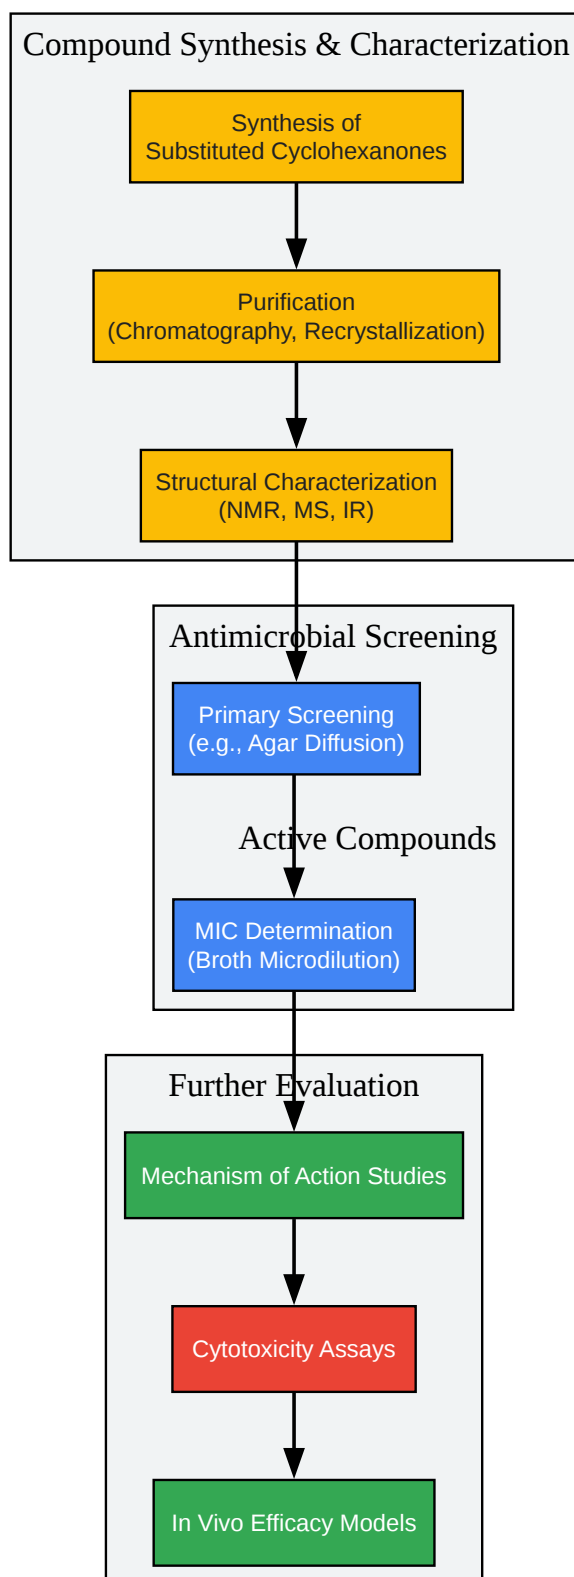 Compound Synthesis & Characterization
Synthesis of
Substituted Cyclohexanones
Purification
(Chromatography, Recrystallization)
Structural Characterization
(NMR, MS, IR)
Antimicrobial Screening
Primary Screening
(e.g., Agar Diffusion)
Active Compounds
MIC Determination
(Broth Microdilution)
Further Evaluation
Mechanism of Action Studies
Cytotoxicity Assays
In Vivo Efficacy Models